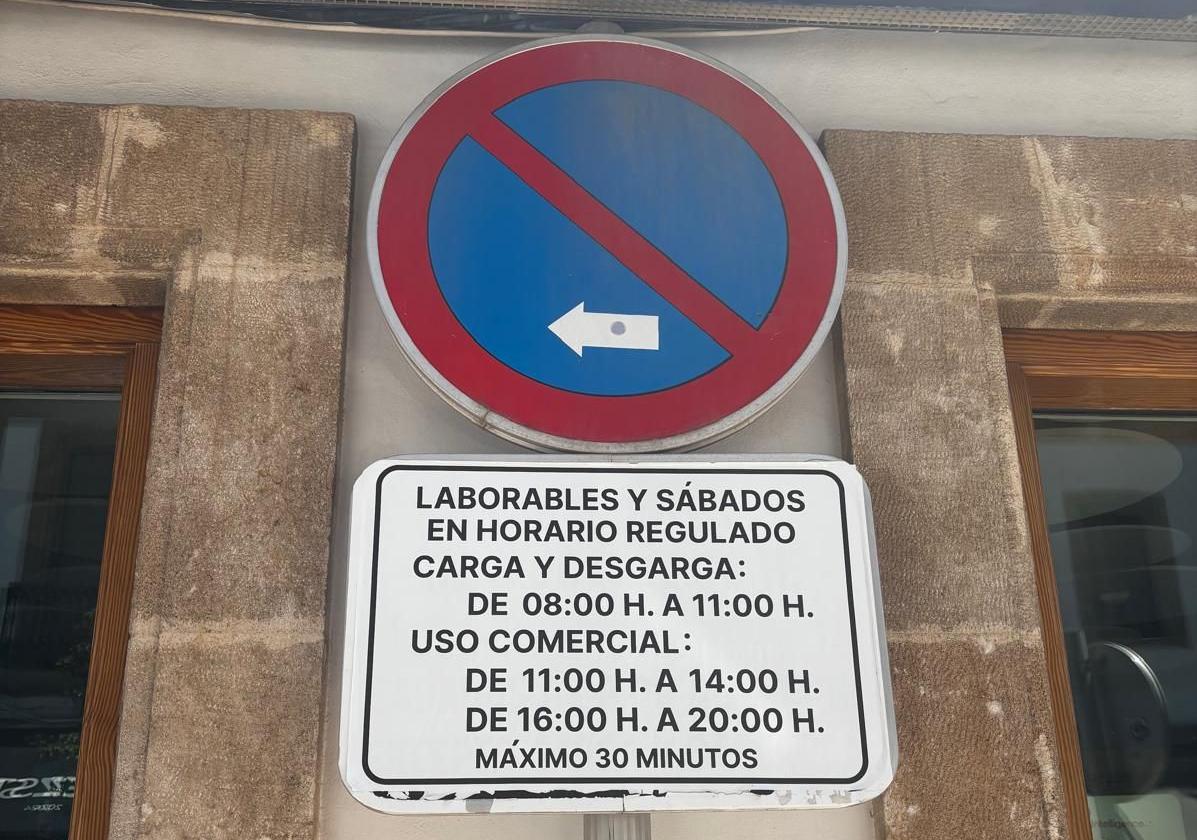 LABORABLES Y SÁBADOS
EN HORARIO REGULADO
CARGA Y DESGARGA:
DE 08:00 H. A 11:00 H.
USO COMERCIAL:
DE 11:00 H. A 14:00 H.
DE 16:00 H. A 20:00 H.
MÁXIMO 30 MINUTOS